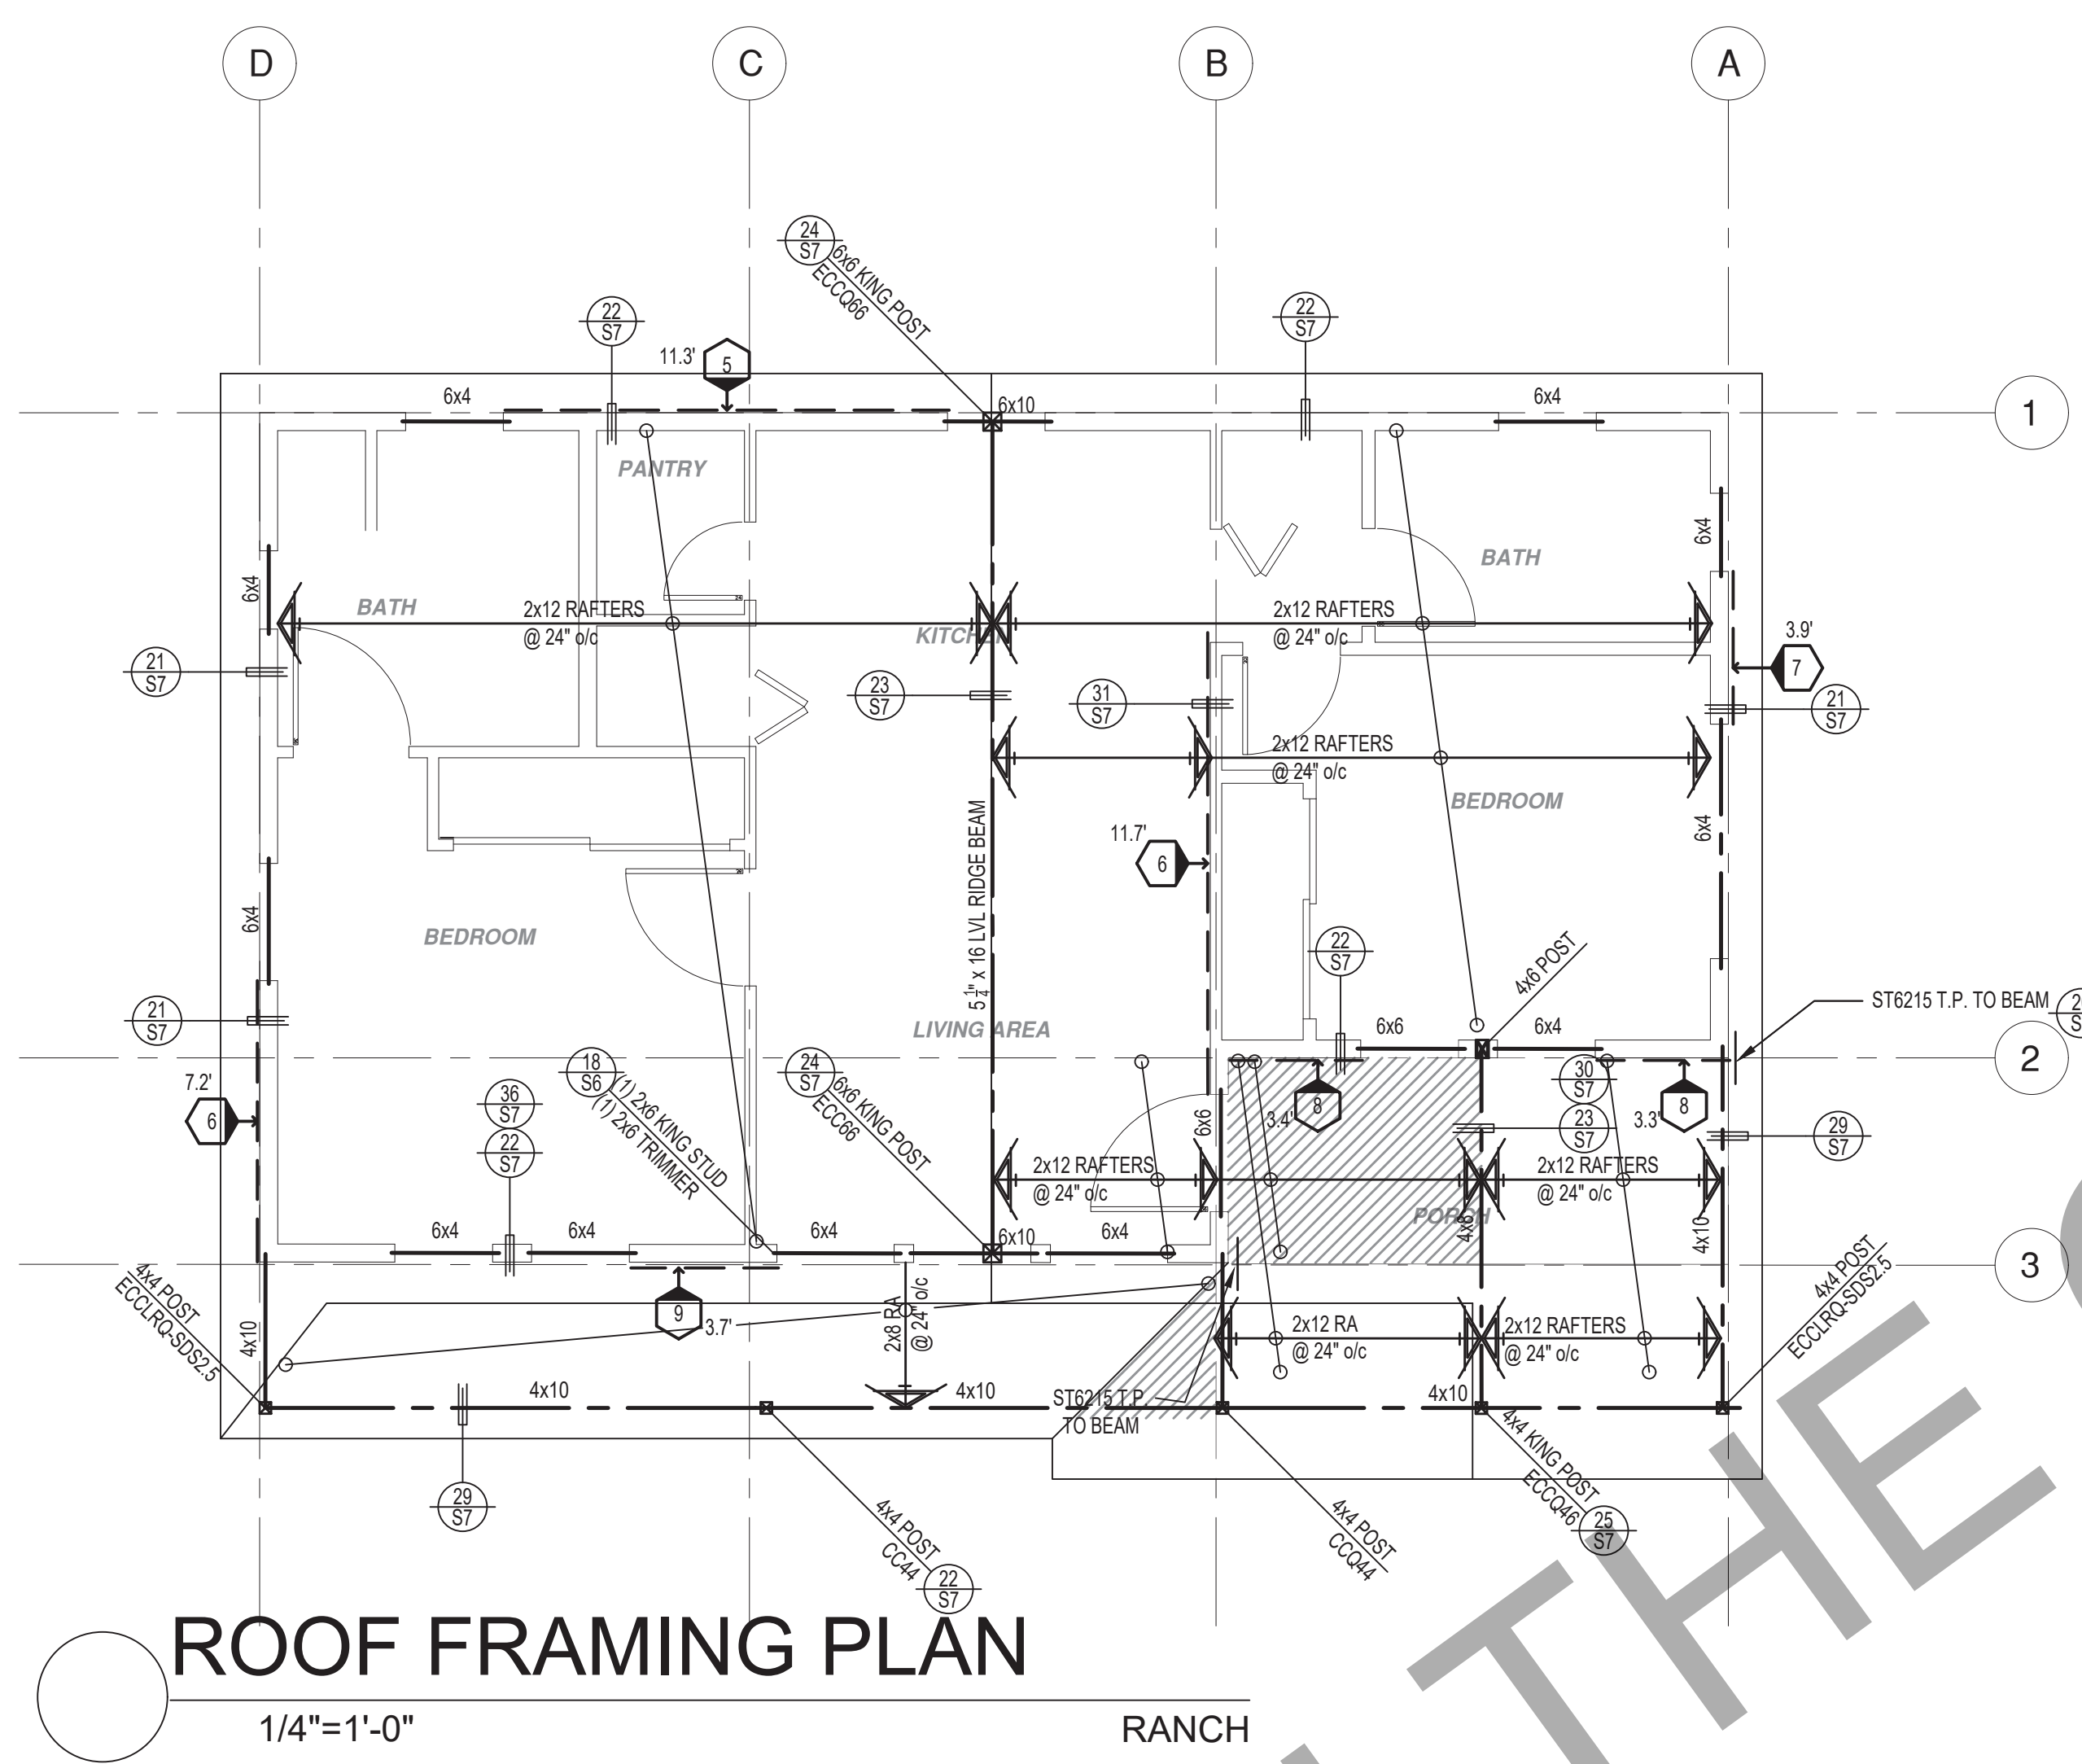 D
C
B
A
24
S7
6x6 KING POST
ECCQ66
22
S7
22
S7
11.3'
5
6x4
6x10
6x4
1
PANTRY
6x4
BATH
6x4
BATH
2x12 RAFTERS
@ 24" o/c
KITCHEN
2x12 RAFTERS
@ 24" o/c
3.9'
7
21
S7
23
S7
31
S7
21
S7
2x12 RAFTERS
@ 24" o/c
BEDROOM
5 1/4" x 16 LVL RIDGE BEAM
11.7'
6
6x4
6x4
BEDROOM
22
S7
4x6 POST
ST6215 T.P. TO BEAM
21
S7
LIVING AREA
6x6
6x4
2
7.2'
6
36
S7
22
S7
18
S6
(1) 2x6 KING STUD
(1) 2x6 TRIMMER
24
S7
6x6 KING POST
ECC66
6x6
3.4'
8
30
S7
23
S7
3.3'
8
29
S7
2x12 RAFTERS
@ 24" o/c
2x12 RAFTERS
@ 24" o/c
PORCH
4x8
4x10
6x4
6x4
6x4
6x10
6x4
3
4x4 POST
ECCLRQ-SDS2.5
4x10
9
3.7'
2x8 RA
@ 24" o/c
2x12 RA
@ 24" o/c
2x12 RAFTERS
@ 24" o/c
4x4 POST
ECCLRQ-SDS2.5
4x10
4x10
ST6215 T.P.
TO BEAM
4x10
29
S7
4x4 POST
CC44
22
S7
4x4 POST
CCQ44
4x4 KING POST
ECCQ46
25
S7
ROOF FRAMING PLAN
1/4"=1'-0"
RANCH
THE